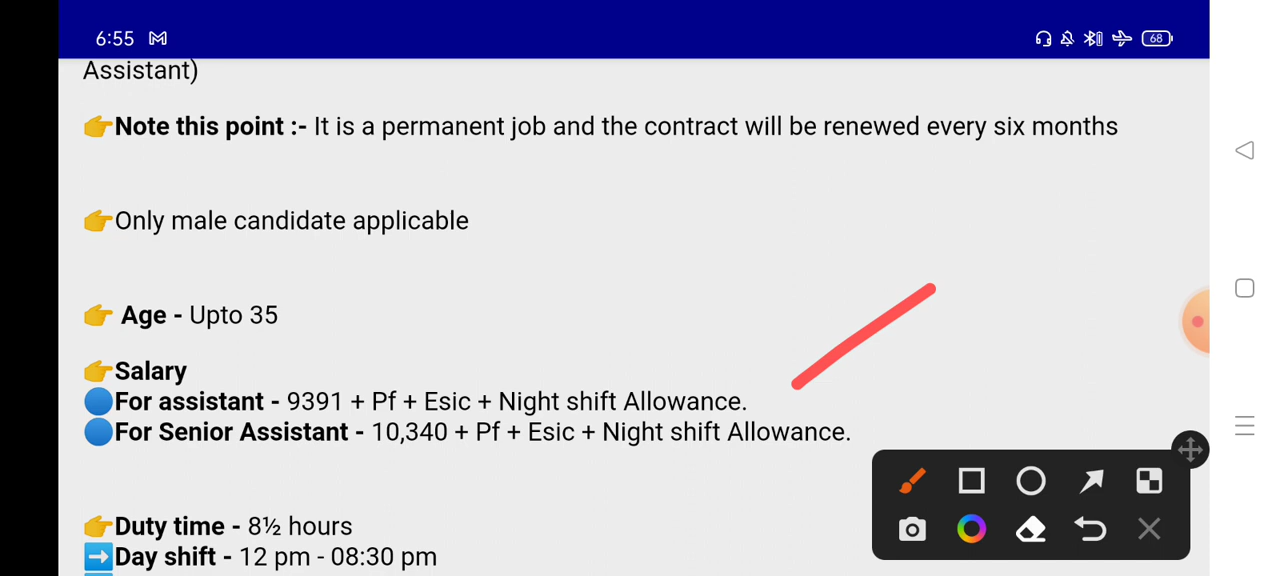 6:55 68
Assistant)
👉Note this point :- It is a permanent job and the contract will be renewed every six months
👉Only male candidate applicable
👉 Age - Upto 35
👉Salary
🔵For assistant - 9391 + Pf + Esic + Night shift Allowance.
🔵For Senior Assistant - 10,340 + Pf + Esic + Night shift Allowance.
👉Duty time - 8½ hours
➡️Day shift - 12 pm - 08:30 pm